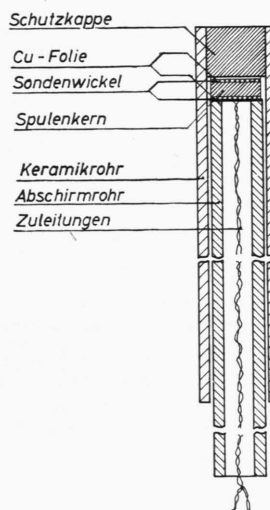 Schutzkappe
Cu-Folie
Sondenwickel
Spulenkern
Keramikrohr
Abschirmrohr
Zuleitungen